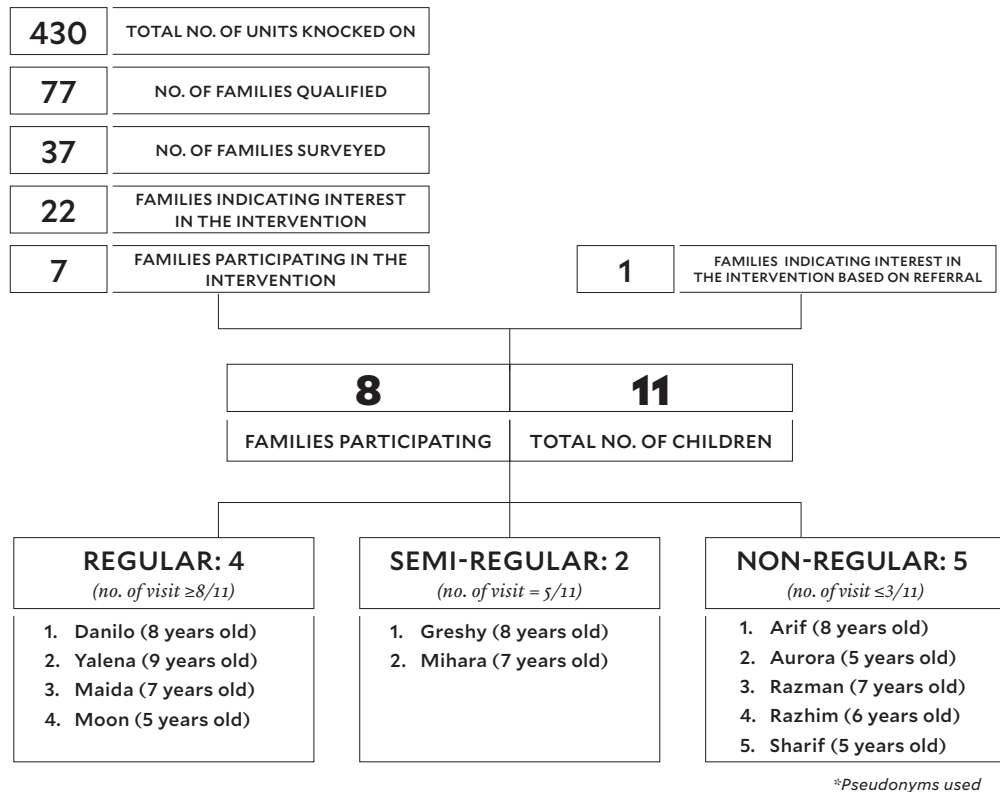 430
TOTAL NO. OF UNITS KNOCKED ON
77
NO. OF FAMILIES QUALIFIED
37
NO. OF FAMILIES SURVEYED
22
FAMILIES INDICATING INTEREST
IN THE INTERVENTION
7
FAMILIES PARTICIPATING IN THE
INTERVENTION
1
FAMILIES INDICATING INTEREST IN
THE INTERVENTION BASED ON REFERRAL
8
FAMILIES PARTICIPATING
11
TOTAL NO. OF CHILDREN
REGULAR: 4
(no. of visit ≥8/11)
1. Danilo (8 years old)
2. Yalena (9 years old)
3. Maida (7 years old)
4. Moon (5 years old)
SEMI-REGULAR: 2
(no. of visit = 5/11)
1. Greshy (8 years old)
2. Mihara (7 years old)
NON-REGULAR: 5
(no. of visit ≤3/11)
1. Arif (8 years old)
2. Aurora (5 years old)
3. Razman (7 years old)
4. Razhim (6 years old)
5. Sharif (5 years old)
*Pseudonyms used